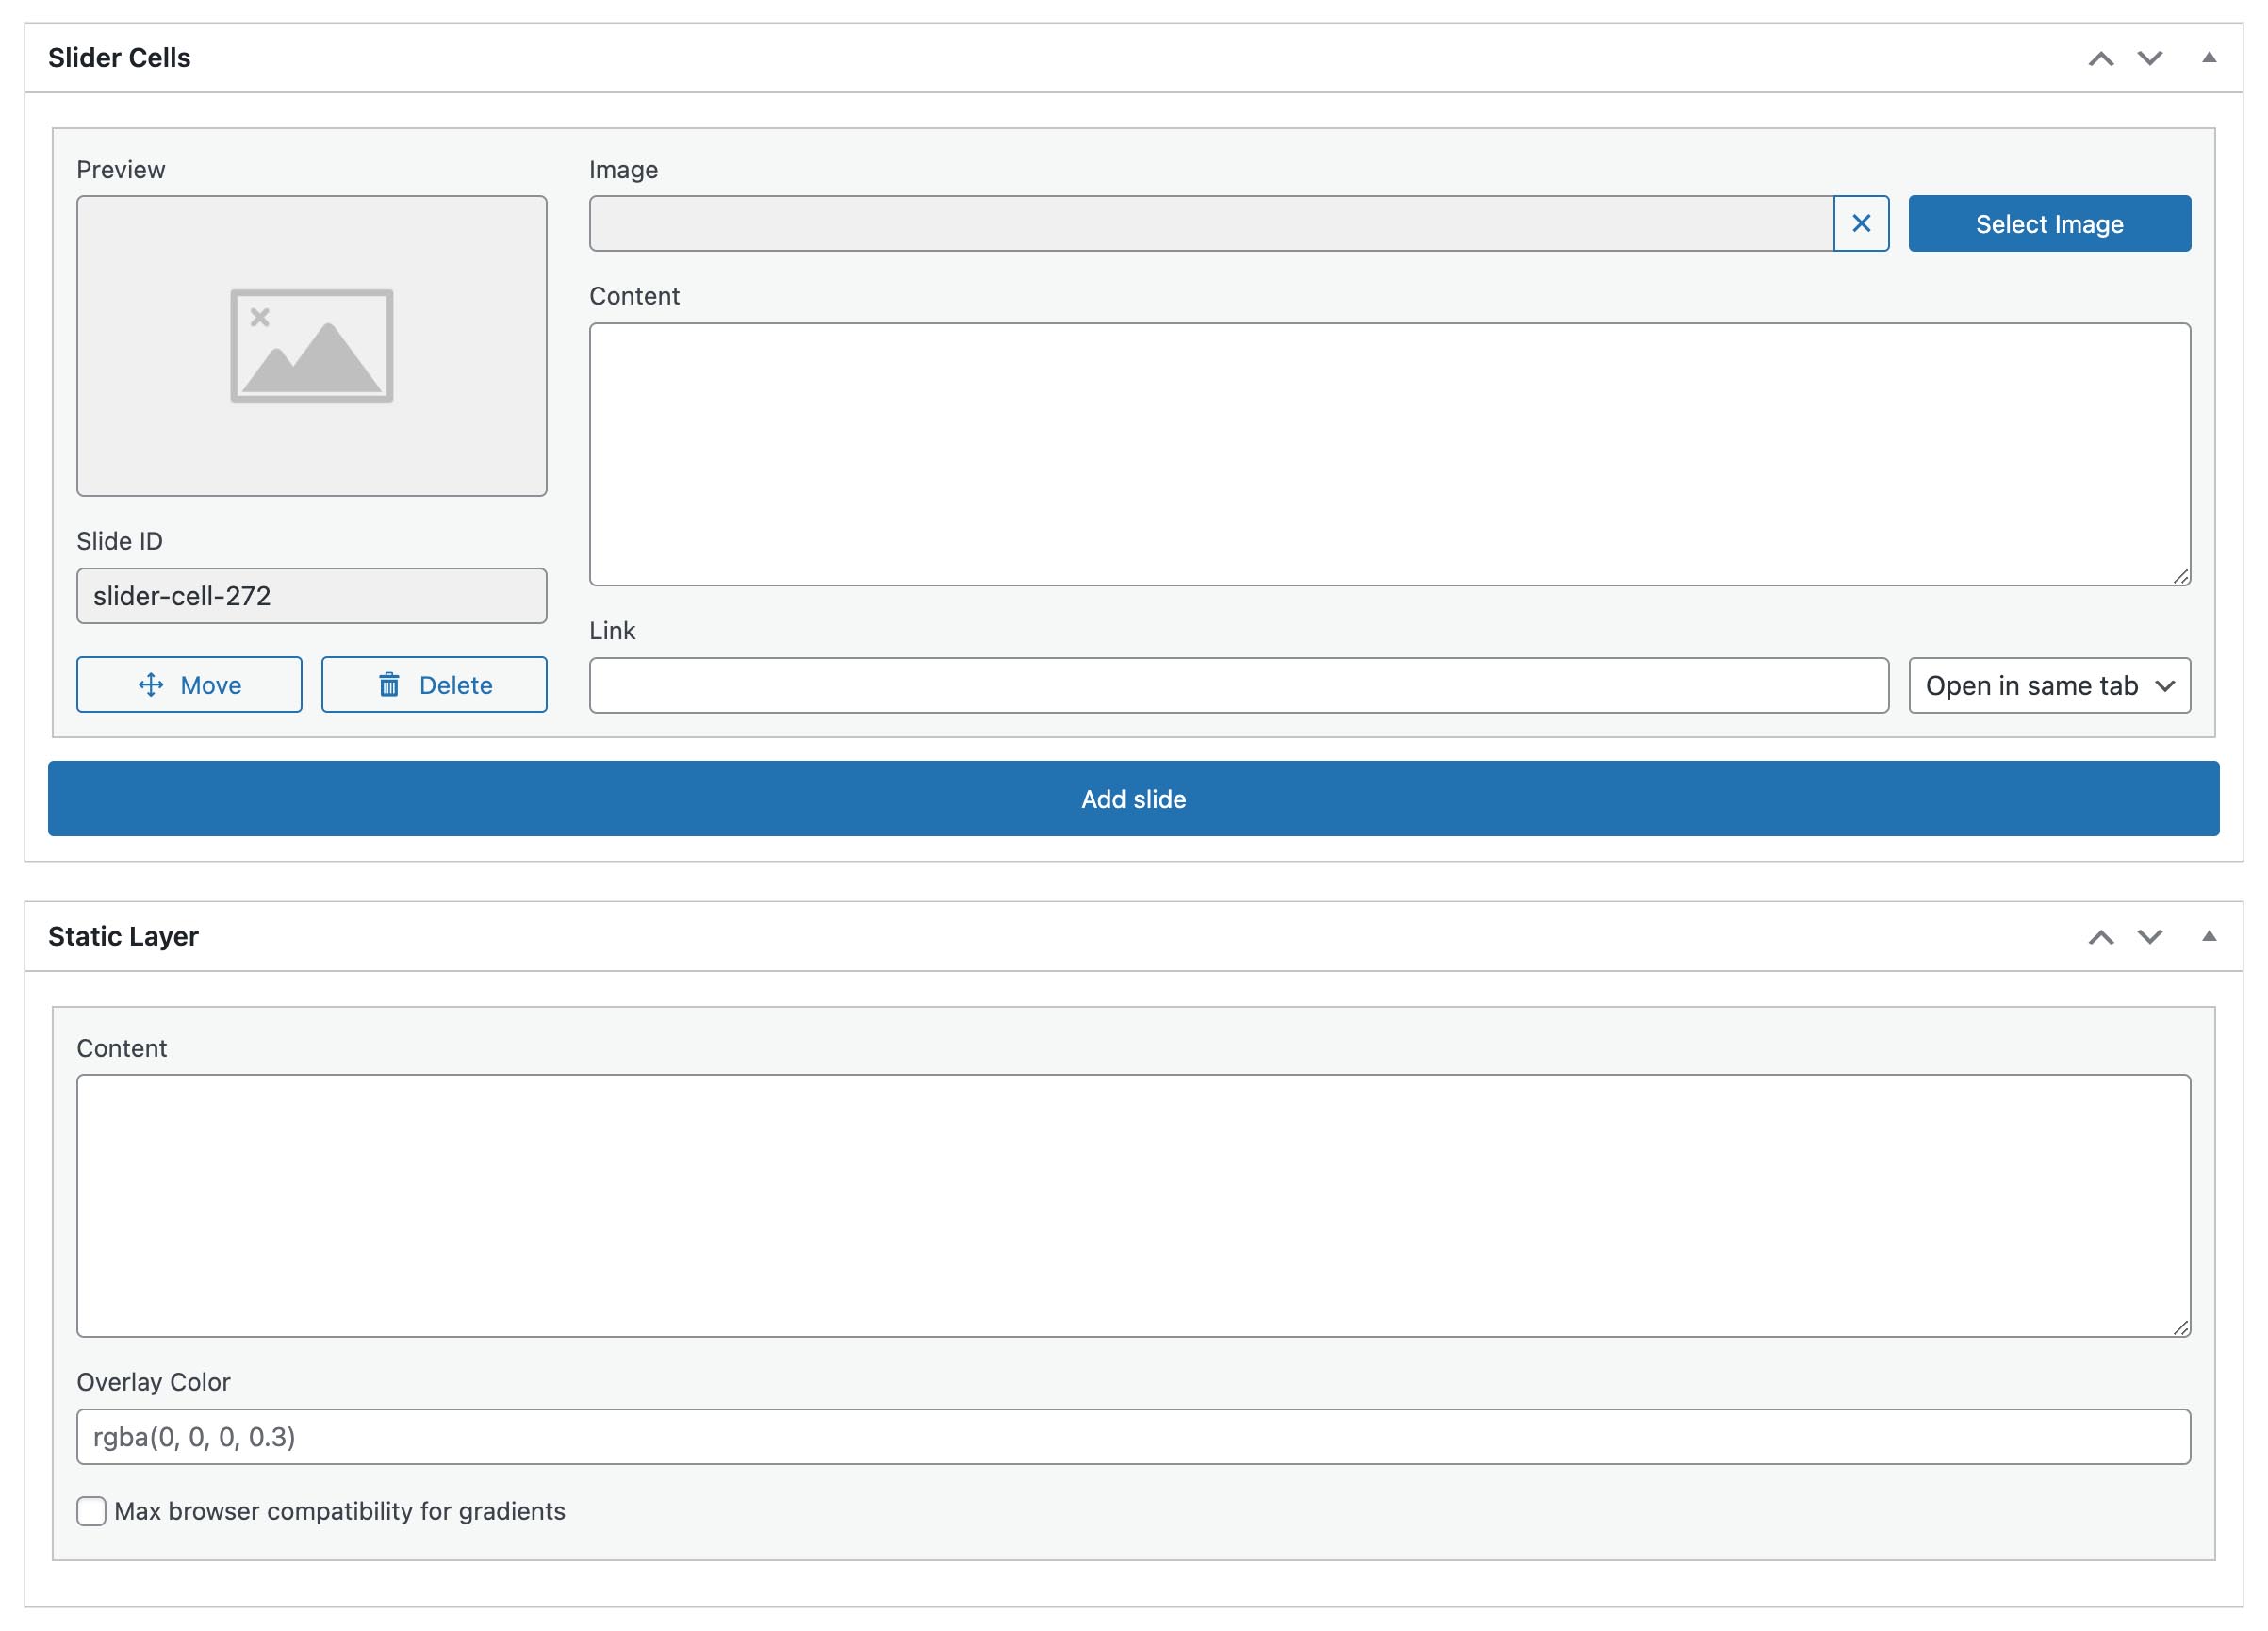 Slider Cells
Preview
Image
Select Image
Content
Slide ID
slider-cell-272
Link
Move
Delete
Open in same tab
Add slide
Static Layer
Content
Overlay Color
rgba(0, 0, 0, 0.3)
Max browser compatibility for gradients